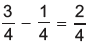 3/4 − 1/4 = 2/4